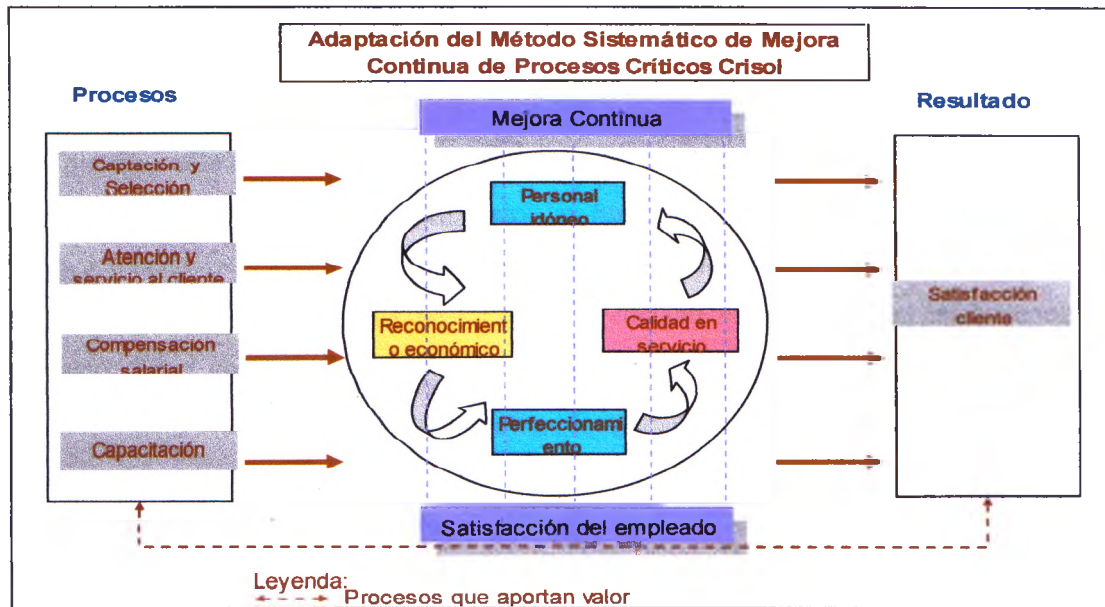 Adaptación del Método Sistemático de Mejora
Continua de Procesos Críticos Crisol
Procesos
Resultado
Mejora Continua
Captación y
Selección
Atención y
servicio al cliente
Compensación
salarial
Capacitación
Personal
idóneo
Reconocimient
o económico
Calidad en
servicio
Perfeccionami
ento
Satisfacción
cliente
Satisfacción del empleado
Leyenda:
Procesos que aportan valor